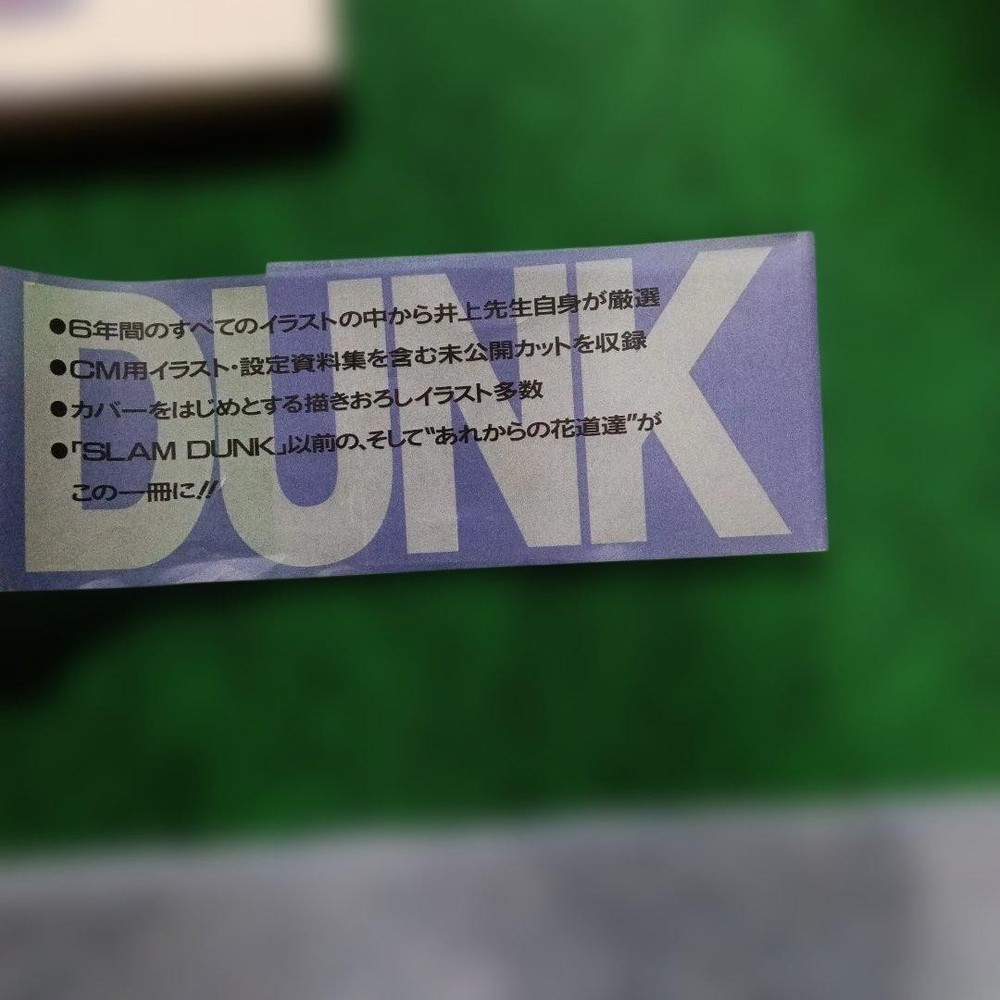 DUNK
●6年間のすべてのイラストの中から井上先生自身が厳選
●CM用イラスト・設定資料集を含む未公開カットを収録
●カバーをはじめとする描きおろしイラスト多数
●「SLAM DUNK」以前の、そして“あれからの花道達”が
この一冊に!!